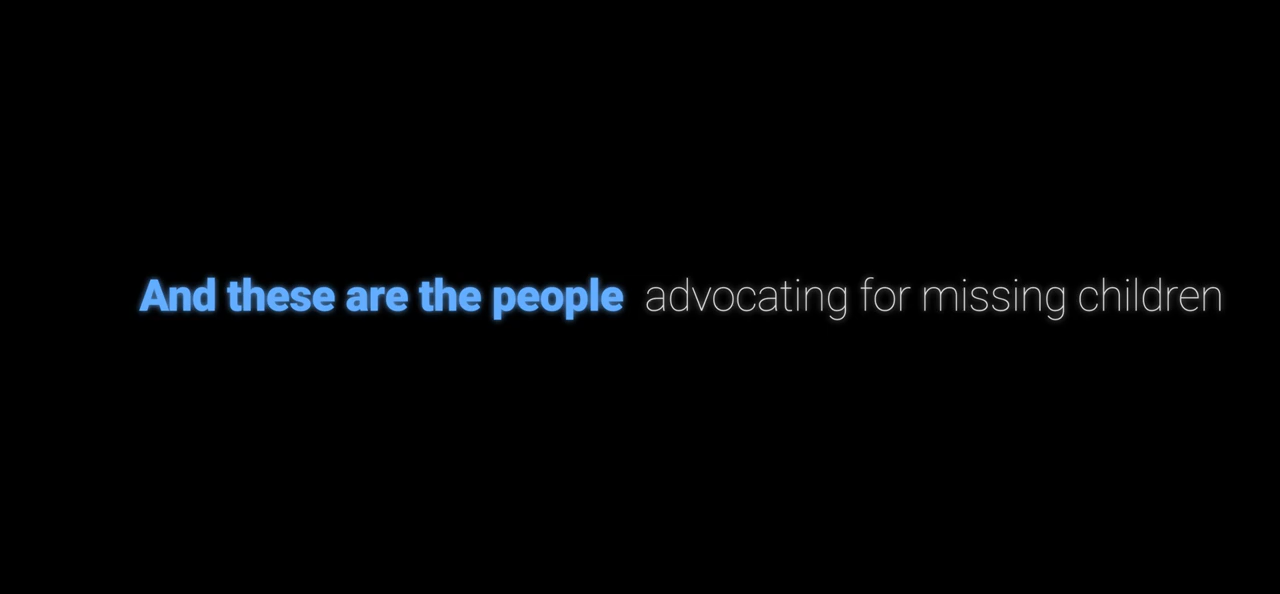 And these are the people advocating for missing children